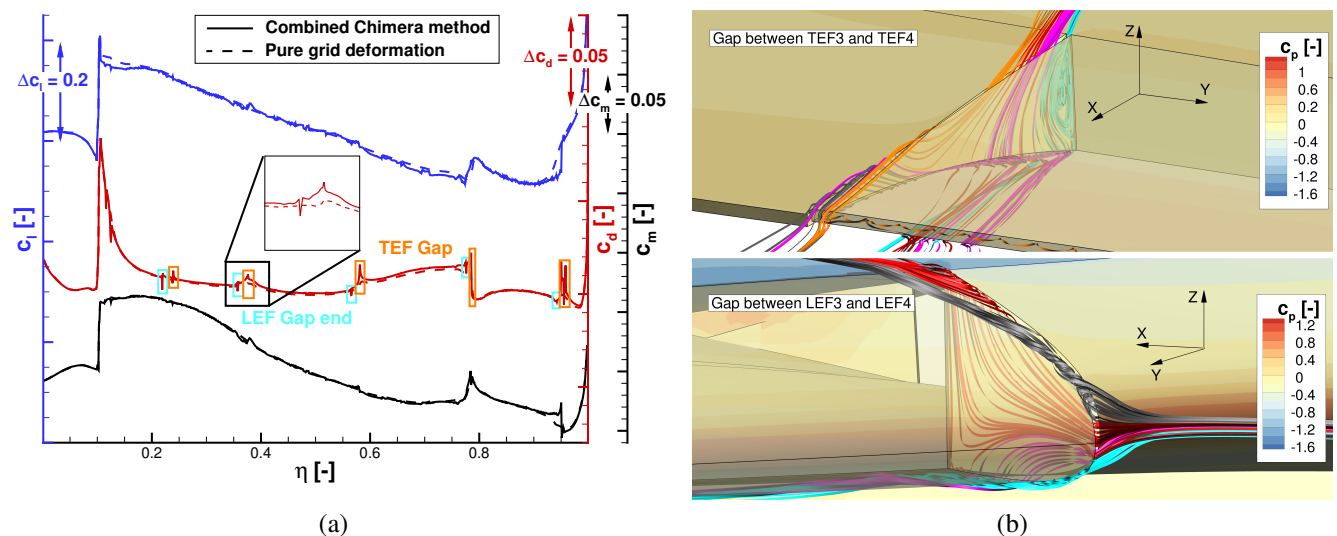 Combined Chimera method
Pure grid deformation
Δc_l = 0.2
Δc_d = 0.05
Δc_m = 0.05
TEF Gap
LEF Gap end
c_l [-]
c_d [-]
c_m [-]
0.2 0.4 0.6 0.8
η [-]
(a)
Gap between TEF3 and TEF4
Z
Y
X
c_p [-]
1
0.6
0
-0.2
-0.8
-1.2
-1.6
Gap between LEF3 and LEF4
Z
X
Y
c_p [-]
1.2
0.8
0.4
0
-0.4
-0.8
-1.2
-1.6
(b)